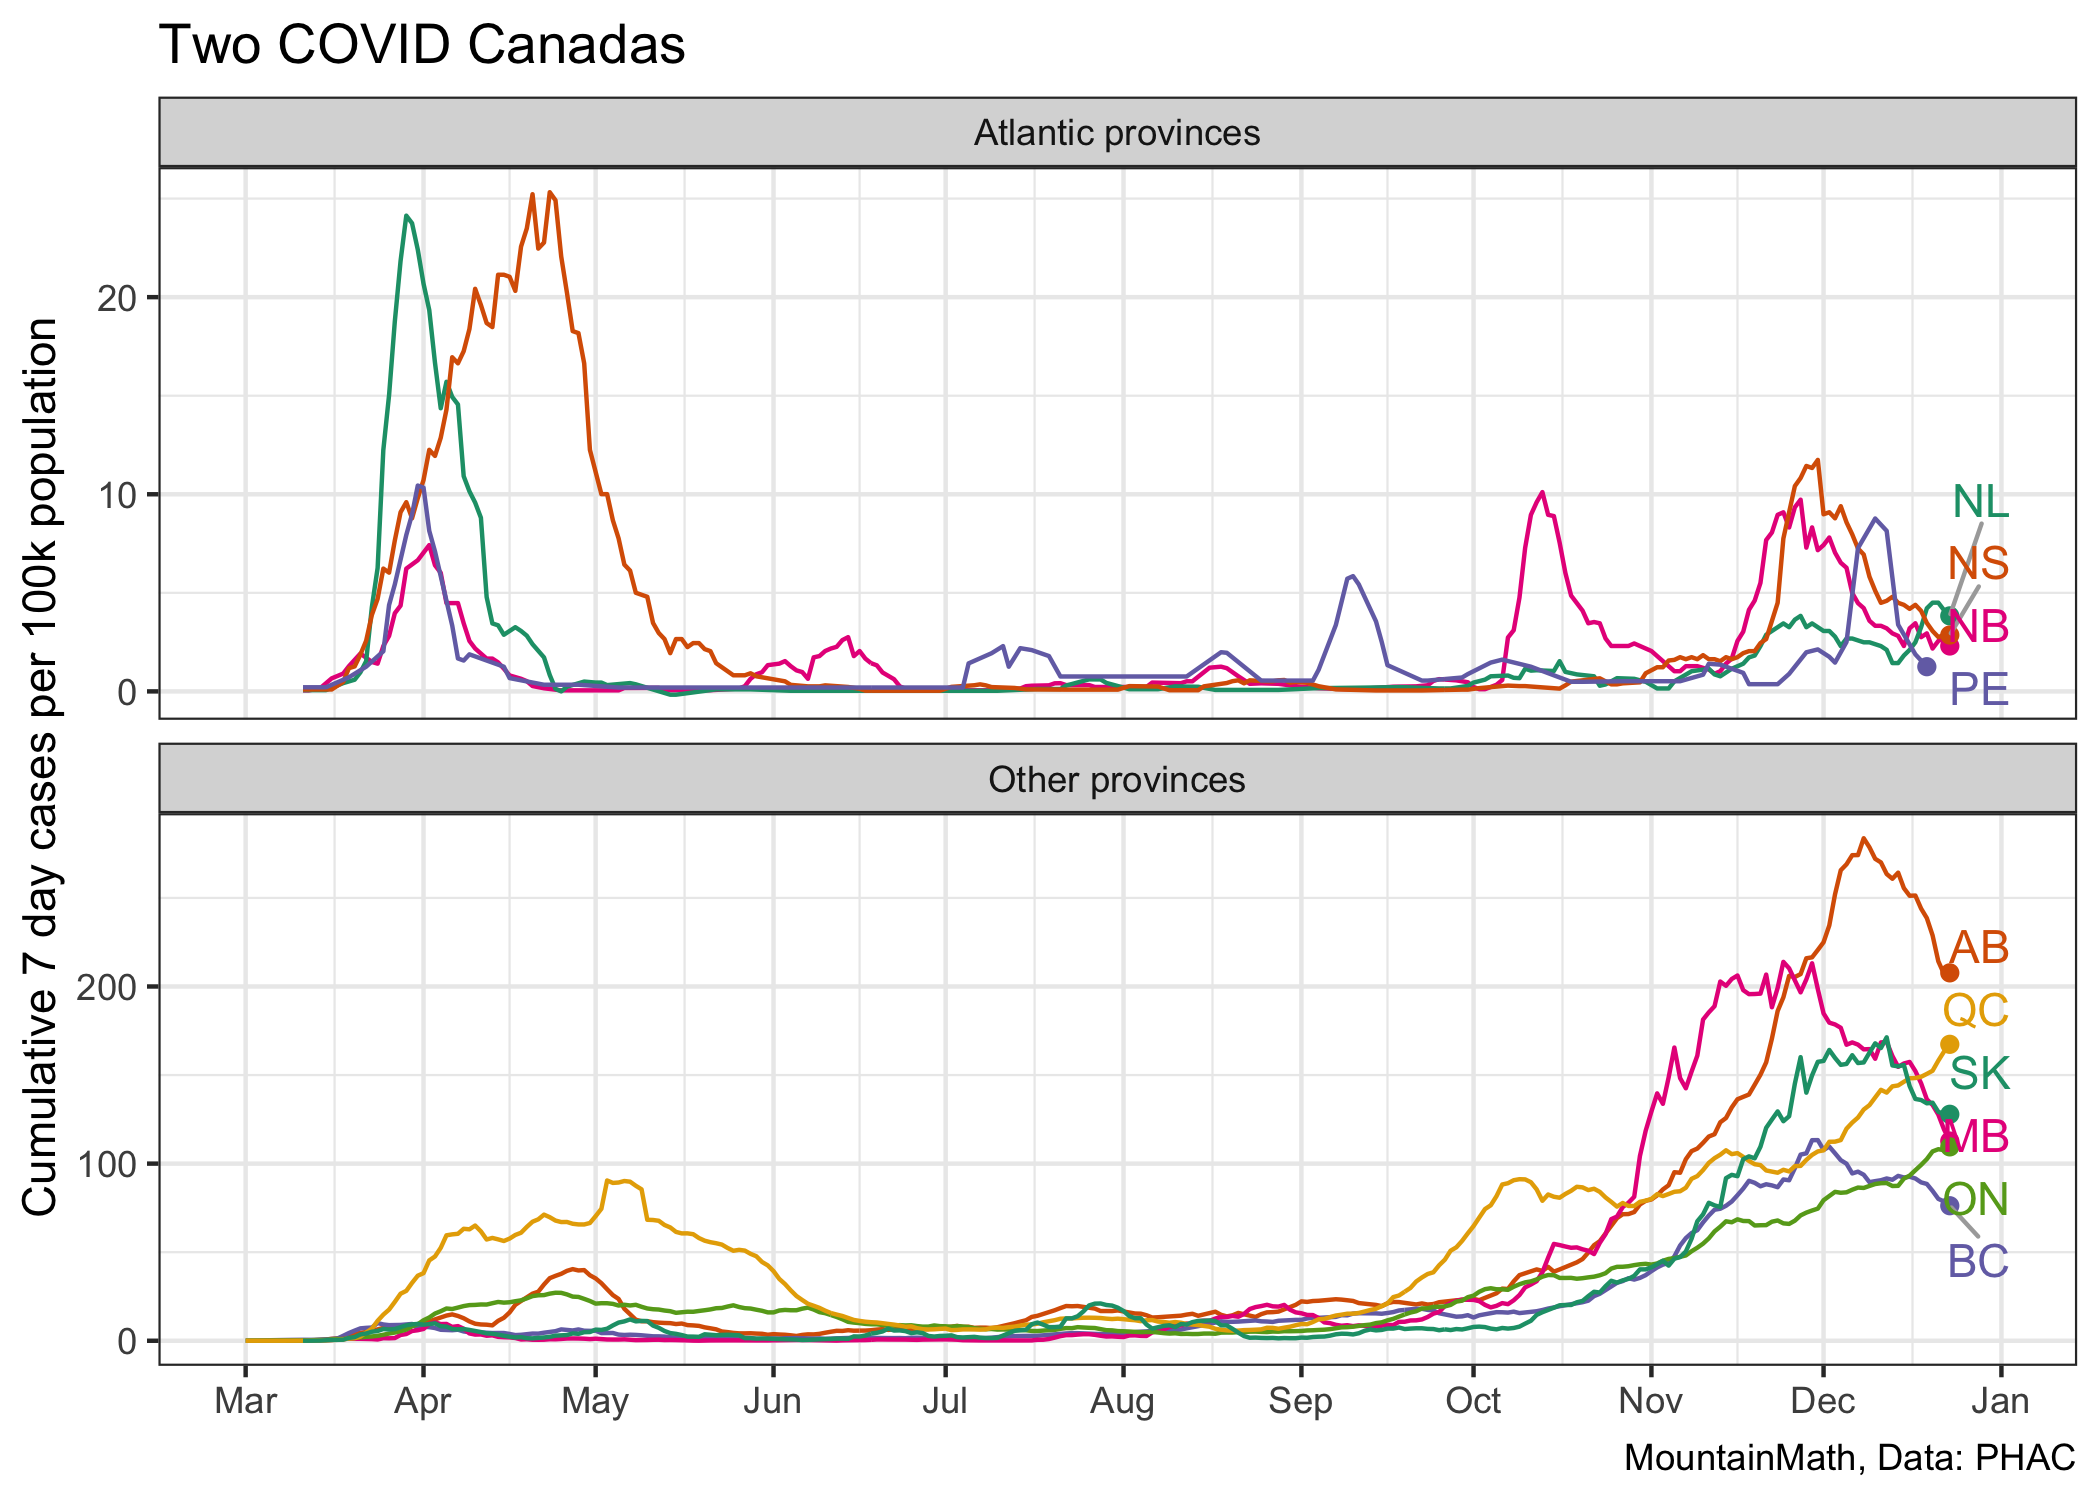 Two COVID Canadas
Atlantic provinces
Cumulative 7 day cases per 100k population
20
10
0
NL
NS
NB
PE
Other provinces
200
100
0
AB
QC
SK
MB
ON
BC
Mar Apr May Jun Jul Aug Sep Oct Nov Dec Jan
MountainMath, Data: PHAC